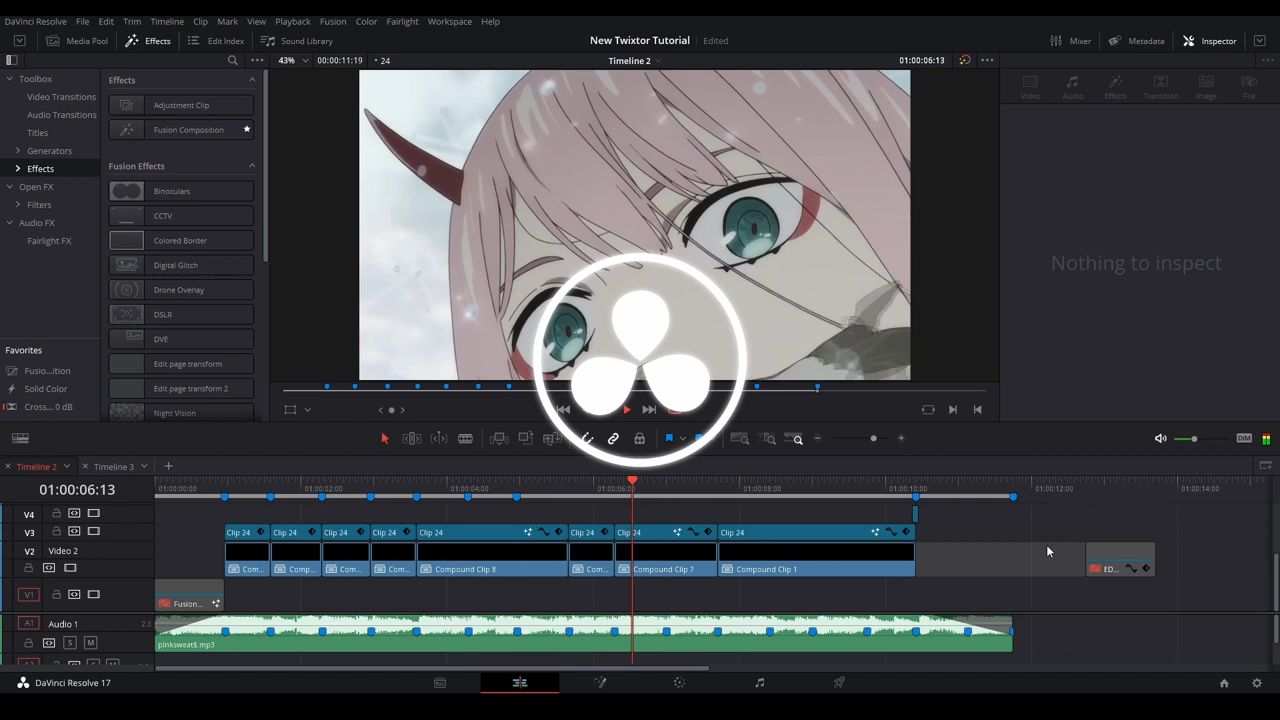 DaVinci Resolve File Edit Trim Timeline Clip Mark View Playback Fusion Color Fairlight Workspace Help
Media Pool Effects Edit Index Sound Library New Twixtor Tutorial Edited Mixer Metadata Inspector
43% 00:00:11:19 24 Timeline 2 01:00:06:13
Toolbox
Video Transitions
Audio Transitions
Titles
Generators
Effects
Open FX
Filters
Audio FX
Fairlight FX
Favorites
Fusio...ition
Solid Color
Cross... 0 dB
Effects
Adjustment Clip
Fusion Composition
Fusion Effects
Binoculars
CCTV
Colored Border
Digital Glitch
Drone Overlay
DSLR
DVE
Edit page transform
Edit page transform 2
Night Vision
Video Audio Effects Transition Image File
Nothing to inspect
DIM
Timeline 2 Timeline 3
01:00:06:13 01:00:00:00 01:00:02:00 01:00:04:00 01:00:06:00 01:00:08:00 01:00:10:00 01:00:12:00 01:00:14:00
V4
V3 Clip 24 Clip 24 Clip 24 Clip 24 Clip 24 Clip 24 Clip 24 Clip 24
V2 Video 2
Com... Comp... Com... Com... Compound Clip 8 Com... Compound Clip 7 Compound Clip 1 ED...
V1
Fusion...
A1 Audio 1 2.0
S M
pinksweat$.mp3
DaVinci Resolve 17